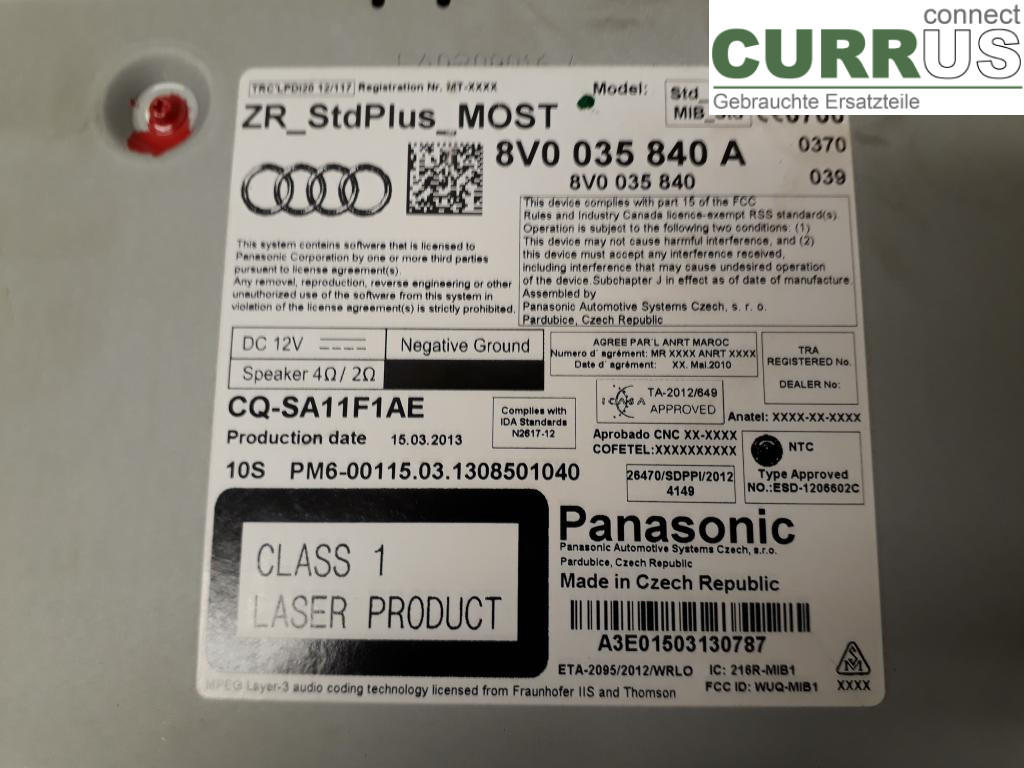 connect
CURRUS
Gebrauchte Ersatzteile
TRC LPDI20 12/117 Registration Nr. MT-XXXX
Model:
Std_
MIB_Std
ZR_StdPlus_MOST
8V0 035 840 A
0370
8V0 035 840
039
This device complies with part 15 of the FCC
Rules and Industry Canada licence-exempt RSS standard(s).
Operation is subject to the following two conditions: (1)
This device may not cause harmful interference, and (2)
this device must accept any interference received,
including interference that may cause undesired operation
of the device.Subchapter J in effect as of date of manufacture.
Assembled by
Panasonic Automotive Systems Czech, s. r. o.
Pardubice, Czech Republic
This system contains software that is licensed to
Panasonic Corporation by one or more third parties
pursuant to license agreement(s).
Any removal, reproduction, reverse engineering or other
unauthorized use of the software from this system in
violation of the license agreement(s) is strictly prohibited.
DC 12V
Negative Ground
Speaker 4Ω / 2Ω
AGREE PAR'L ANRT MAROC
Numero d' agrément: MR XXXX ANRT XXXX
Date d' agrément: XX. Mai.2010
TRA
REGISTERED No.
DEALER No:
ICASA
TA-2012/649
APPROVED
Anatel: XXXX-XX-XXXX
CQ-SA11F1AE
Complies with
IDA Standards
N2617-12
Production date 15.03.2013
Aprobado CNC XX-XXXX
COFETEL:XXXXXXXXXX
NTC
Type Approved
NO.:ESD-1206602C
10S PM6-00115.03.1308501040
26470/SDPPI/2012
4149
CLASS 1
LASER PRODUCT
Panasonic
Panasonic Automotive Systems Czech, s.r.o.
Pardubice, Czech Republic
Made in Czech Republic
A3E01503130787
ETA-2095/2012/WRLO IC: 216R-MIB1
FCC ID: WUQ-MIB1
XXXX
MPEG Layer-3 audio coding technology licensed from Fraunhofer IIS and Thomson